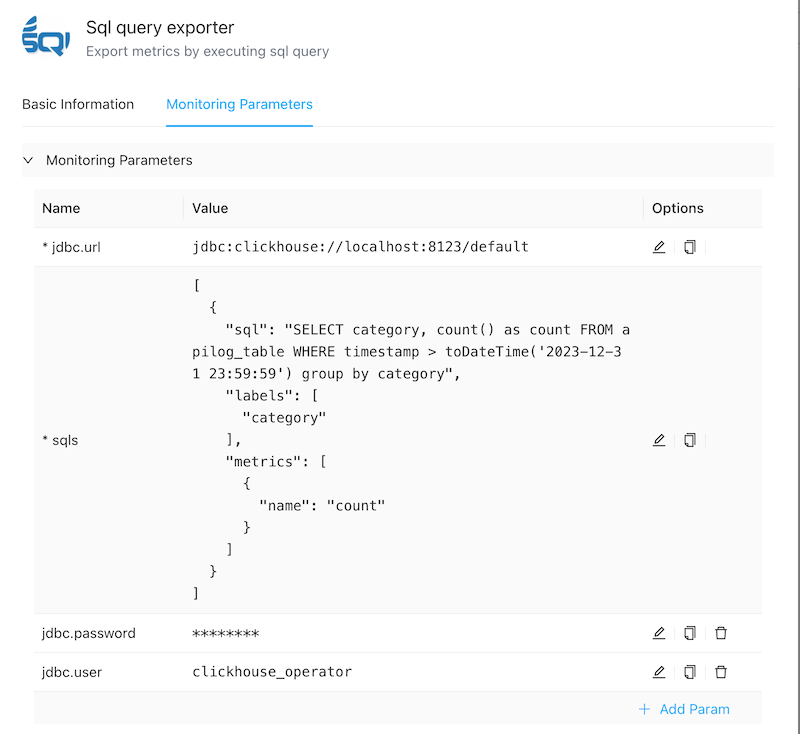 SQL
Sql query exporter
Export metrics by executing sql query
Basic Information Monitoring Parameters
Monitoring Parameters
Name Value Options
* jdbc.url jdbc:clickhouse://localhost:8123/default
[
  {
    "sql": "SELECT category, count() as count FROM a
pilog_table WHERE timestamp > toDateTime('2023-12-3
1 23:59:59') group by category",
    "labels": [
      "category"
    ],
* sqls
    "metrics": [
      {
        "name": "count"
      }
    ]
  }
]
jdbc.password ********
jdbc.user clickhouse_operator
+ Add Param